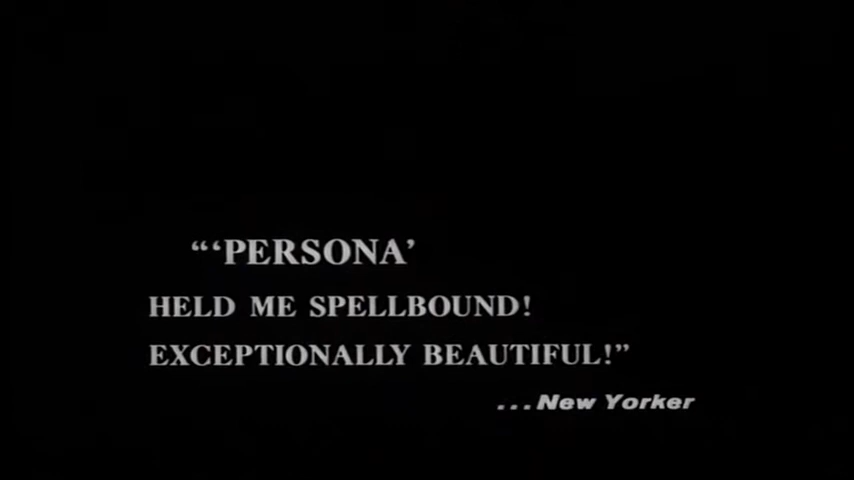 “‘PERSONA’
HELD ME SPELLBOUND!
EXCEPTIONALLY BEAUTIFUL!”
...New Yorker